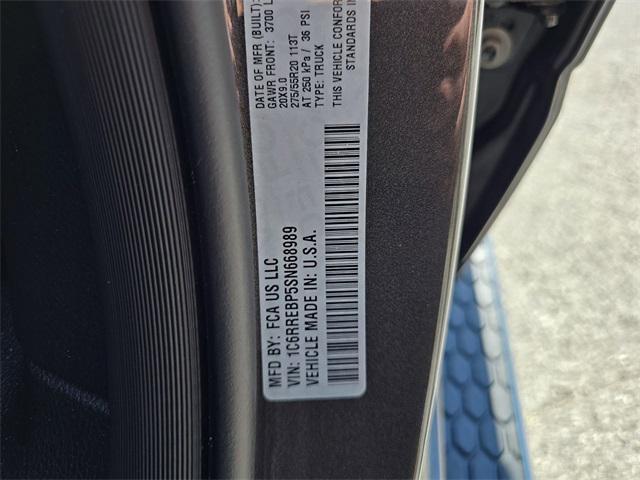 MFD BY: FCA US LLC
DATE OF MFR (BUILT):
GAWR FRONT: 3700 L
20X9.0
275/55R20 113T
AT 250 kPa / 36 PSI
VIN: 1C6RREBP5SN668989
TYPE: TRUCK
VEHICLE MADE IN: U.S.A.
THIS VEHICLE CONFOR
STANDARDS IN